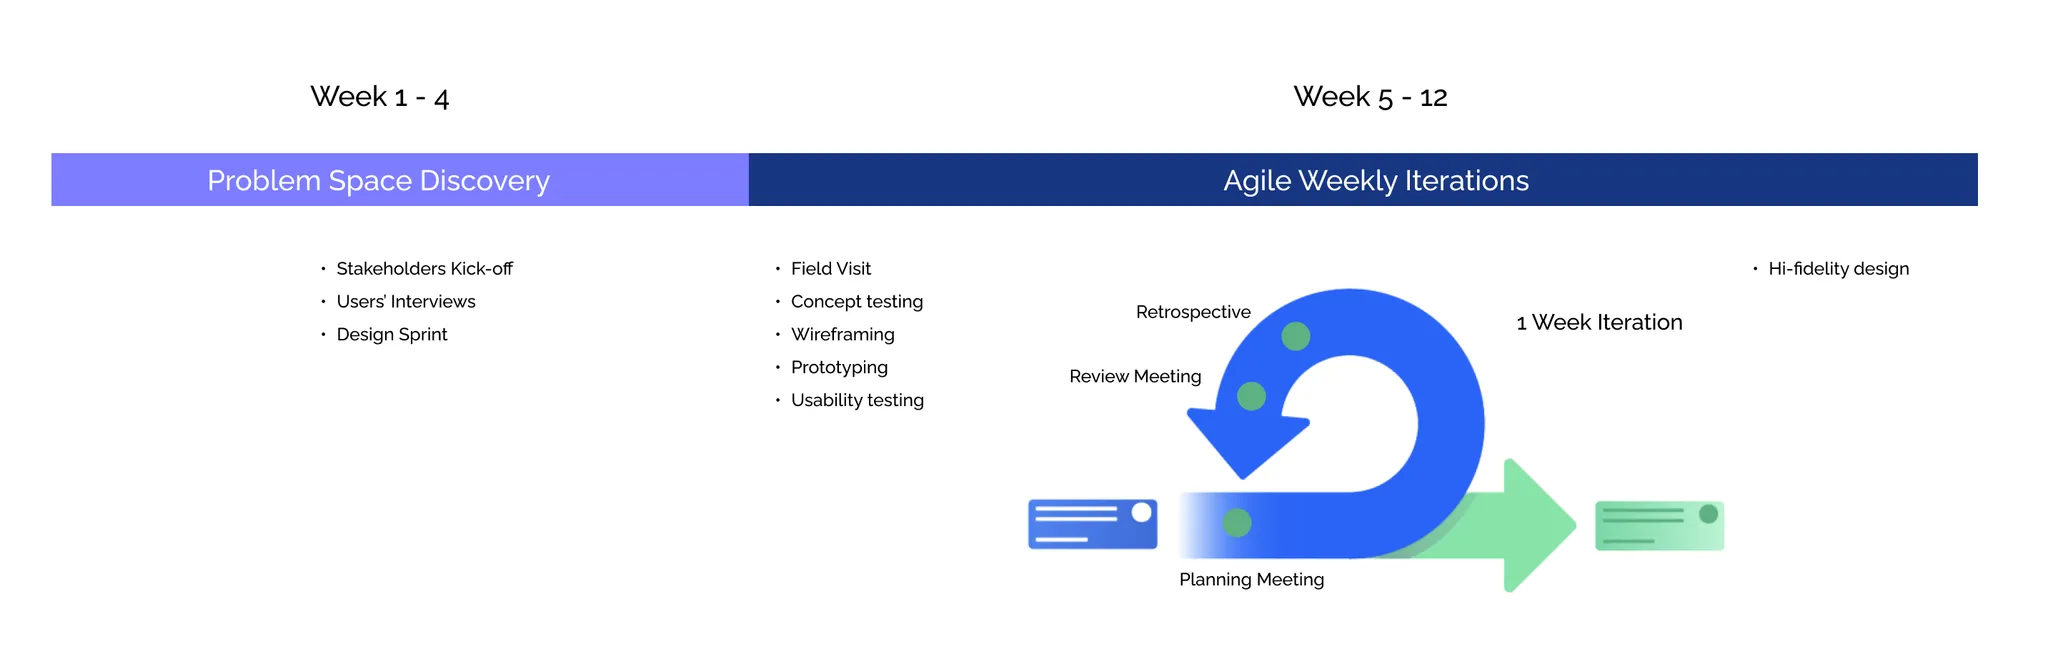 Week 1 - 4
Week 5 - 12
Problem Space Discovery
Agile Weekly Iterations
• Stakeholders Kick-off
• Users’ Interviews
• Design Sprint
• Field Visit
• Concept testing
• Wireframing
• Prototyping
• Usability testing
Retrospective
Review Meeting
Planning Meeting
1 Week Iteration
• Hi-fidelity design